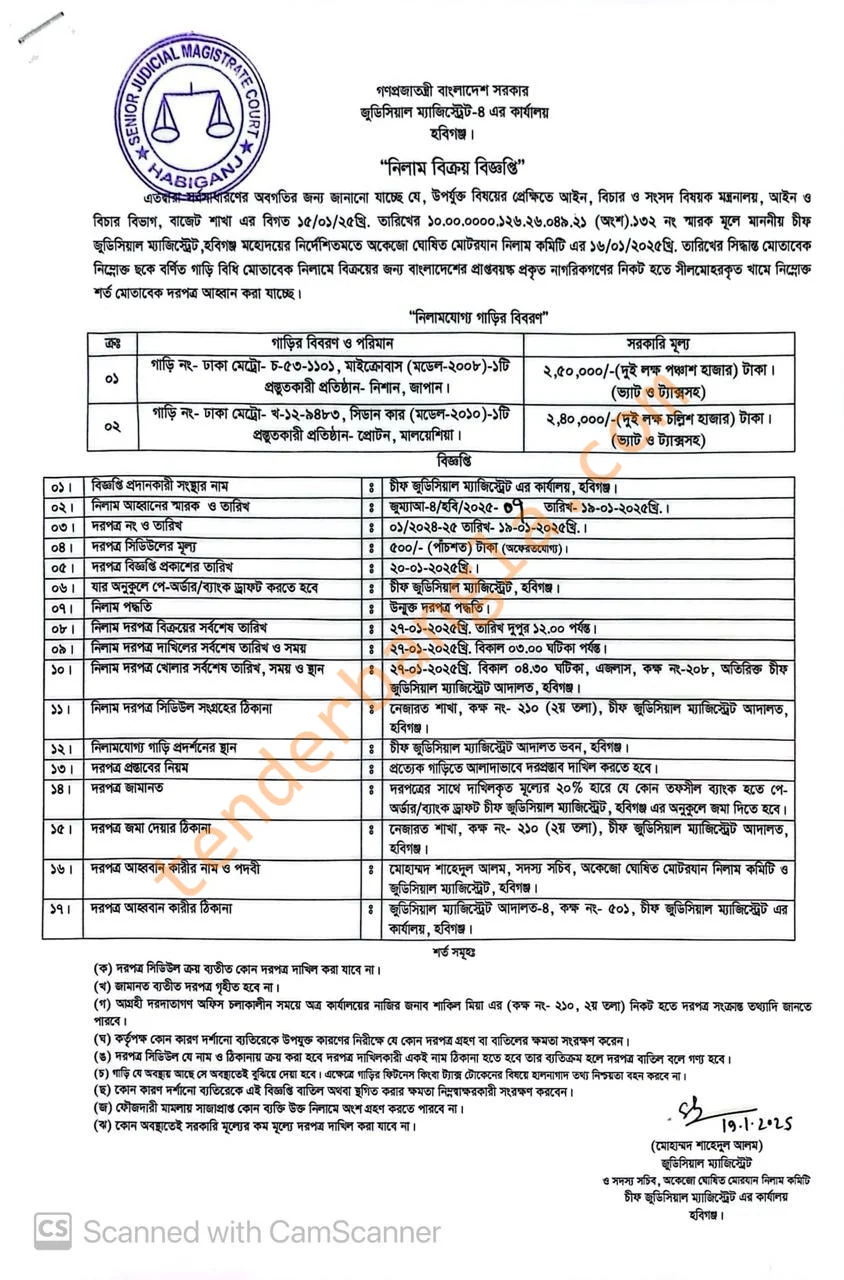 SENIOR JUDICIAL MAGISTRATE COURT
HABIGANJ
গণপ্রজাতন্ত্রী বাংলাদেশ সরকার
জুডিসিয়াল ম্যাজিস্ট্রেট-৪ এর কার্যালয়
হবিগঞ্জ।
“নিলাম বিক্রয় বিজ্ঞপ্তি”
এতদ্বারা সর্বসাধারণের অবগতির জন্য জানানো যাচ্ছে যে, উপর্যুক্ত বিষয়ের প্রেক্ষিতে আইন, বিচার ও সংসদ বিষয়ক মন্ত্রনালয়, আইন ও
বিচার বিভাগ, বাজেট শাখা এর বিগত ১৫/০১/২৫খ্রি. তারিখের ১০.০০.০০০০.১২৬.২৬.০৪৯.২১ (অংশ).১৩২ নং স্মারক মূলে মাননীয় চীফ
জুডিসিয়াল ম্যাজিস্ট্রেট,হবিগঞ্জ মহোদয়ের নির্দেশিতমতে অকেজো ঘোষিত মোটরযান নিলাম কমিটি এর ১৬/০১/২০২৫খ্রি. তারিখের সিদ্ধান্ত মোতাবেক
নিম্নোক্ত ছকে বর্ণিত গাড়ি বিধি মোতাবেক নিলামে বিক্রয়ের জন্য বাংলাদেশের প্রাপ্তবয়স্ক প্রকৃত নাগরিকগণের নিকট হতে সীলমোহরকৃত খামে নিম্নোক্ত
শর্ত মোতাবেক দরপত্র আহ্বান করা যাচ্ছে।
“নিলামযোগ্য গাড়ির বিবরণ”
ক্রঃ গাড়ির বিবরণ ও পরিমান সরকারি মূল্য
০১ গাড়ি নং- ঢাকা মেট্রো- চ-৫৩-১১০১, মাইক্রোবাস (মডেল-২০০৮)-১টি ২,৫০,০০০/-(দুই লক্ষ পঞ্চাশ হাজার) টাকা।
প্রস্তুতকারী প্রতিষ্ঠান- নিশান, জাপান। (ভ্যাট ও ট্যাক্সসহ)
০২ গাড়ি নং- ঢাকা মেট্রো- খ-১২-৯৪৮৩, সিডান কার (মডেল-২০১০)-১টি ২,৪০,০০০/-(দুই লক্ষ চল্লিশ হাজার) টাকা।
প্রস্তুতকারী প্রতিষ্ঠান- প্রোটন, মালয়েশিয়া। (ভ্যাট ও ট্যাক্সসহ)
বিজ্ঞপ্তি
০১। বিজ্ঞপ্তি প্রদানকারী সংস্থার নাম ঃ চীফ জুডিসিয়াল ম্যাজিস্ট্রেট এর কার্যালয়, হবিগঞ্জ।
০২। নিলাম আহ্বানের স্মারক ও তারিখ ঃ জুম্যাআ-৪/হবি/২০২৫- ০৭ তারিখ- ১৯-০১-২০২৫খ্রি.।
০৩। দরপত্র নং ও তারিখ ঃ ০১/২০২৪-২৫ তারিখ- ১৯-০১-২০২৫খ্রি.।
০৪। দরপত্র সিডিউলের মূল্য ঃ ৫০০/- (পাঁচশত) টাকা (অফেরতযোগ্য)।
০৫। দরপত্র বিজ্ঞপ্তি প্রকাশের তারিখ ঃ ২০-০১-২০২৫খ্রি.।
০৬। যার অনুকুলে পে-অর্ডার/ব্যাংক ড্রাফট করতে হবে ঃ চীফ জুডিসিয়াল ম্যাজিস্ট্রেট, হবিগঞ্জ।
০৭। নিলাম পদ্ধতি ঃ উন্মুক্ত দরপত্র পদ্ধতি।
০৮। নিলাম দরপত্র বিক্রয়ের সর্বশেষ তারিখ ঃ ২৭-০১-২০২৫খ্রি. তারিখ দুপুর ১২.০০ পর্যন্ত।
০৯। নিলাম দরপত্র দাখিলের সর্বশেষ তারিখ ও সময় ঃ ২৭-০১-২০২৫খ্রি. বিকাল ০৩.০০ ঘটিকা পর্যন্ত।
১০। নিলাম দরপত্র খোলার সর্বশেষ তারিখ, সময় ও স্থান ঃ ২৭-০১-২০২৫খ্রি. বিকাল ০৪.৩০ ঘটিকা, এজলাস, কক্ষ নং-২০৮, অতিরিক্ত চীফ
জুডিসিয়াল ম্যাজিস্ট্রেট আদালত, হবিগঞ্জ।
১১। নিলাম দরপত্র সিডিউল সংগ্রহের ঠিকানা ঃ নেজারত শাখা, কক্ষ নং- ২১০ (২য় তলা), চীফ জুডিসিয়াল ম্যাজিস্ট্রেট আদালত,
হবিগঞ্জ।
১২। নিলামযোগ্য গাড়ি প্রদর্শনের স্থান ঃ চীফ জুডিসিয়াল ম্যাজিস্ট্রেট আদালত ভবন, হবিগঞ্জ।
১৩। দরপত্র প্রস্তাবের নিয়ম ঃ প্রত্যেক গাড়িতে আলাদাভাবে দরপ্রস্তাব দাখিল করতে হবে।
১৪। দরপত্র জামানত ঃ দরপত্রের সাথে দাখিলকৃত মূল্যের ২০% হারে যে কোন তফসীল ব্যাংক হতে পে-
অর্ডার/ব্যাংক ড্রাফট চীফ জুডিসিয়াল ম্যাজিস্ট্রেট, হবিগঞ্জ এর অনুকুলে জমা দিতে হবে।
১৫। দরপত্র জমা দেয়ার ঠিকানা ঃ নেজারত শাখা, কক্ষ নং- ২১০ (২য় তলা), চীফ জুডিসিয়াল ম্যাজিস্ট্রেট আদালত,
হবিগঞ্জ।
১৬। দরপত্র আহববান কারীর নাম ও পদবী ঃ মোহাম্মদ শাহেদুল আলম, সদস্য সচিব, অকেজো ঘোষিত মোটরযান নিলাম কমিটি ও
জুডিসিয়াল ম্যাজিস্ট্রেট, হবিগঞ্জ।
১৭। দরপত্র আহববান কারীর ঠিকানা ঃ জুডিসিয়াল ম্যাজিস্ট্রেট আদালত-৪, কক্ষ নং- ৫০১, চীফ জুডিসিয়াল ম্যাজিস্ট্রেট এর
কার্যালয়, হবিগঞ্জ।
শর্ত সমূহঃ
(ক) দরপত্র সিডিউল ক্রয় ব্যতীত কোন দরপত্র দাখিল করা যাবে না।
(খ) জামানত ব্যতীত দরপত্র গৃহীত হবে না।
(গ) আগ্রহী দরদাতাগণ অফিস চলাকালীন সময়ে অত্র কার্যালয়ের নাজির জনাব শাকিল মিয়া এর (কক্ষ নং- ২১০, ২য় তলা) নিকট হতে দরপত্র সংক্রান্ত তথ্যাদি জানতে
পারবে।
(ঘ) কর্তৃপক্ষ কোন কারণ দর্শানো ব্যতিরেকে উপযুক্ত কারণের নিরীক্ষে যে কোন দরপত্র গ্রহণ বা বাতিলের ক্ষমতা সংরক্ষণ করেন।
(ঙ) দরপত্র সিডিউল যে নাম ও ঠিকানায় ক্রয় করা হবে দরপত্র দাখিলকারী একই নাম ঠিকানা হতে হবে তার ব্যতিক্রম হলে দরপত্র বাতিল বলে গণ্য হবে।
(চ) গাড়ি যে অবস্থায় আছে সে অবস্থাতেই বুঝিয়ে দেয়া হবে। এক্ষেত্রে গাড়ির ফিটনেস কিংবা ট্যাক্স টোকেনের বিষয়ে হালনাগাদ তথ্য নিশ্চয়তা বহন করবে না।
(ছ) কোন কারণ দর্শানো ব্যতিরেকে এই বিজ্ঞপ্তি বাতিল অথবা স্থগিত করার ক্ষমতা নিম্নস্বাক্ষরকারী সংরক্ষণ করবেন।
(জ) ফৌজদারী মামলায় সাজাপ্রাপ্ত কোন ব্যক্তি উক্ত নিলামে অংশ গ্রহণ করতে পারবে না।
(ঝ) কোন অবস্থাতেই সরকারি মূল্যের কম মূল্যে দরপত্র দাখিল করা যাবে না।
19.1.2025
(মোহাম্মদ শাহেদুল আলম)
জুডিসিয়াল ম্যাজিস্ট্রেট
ও সদস্য সচিব, অকেজো ঘোষিত মোরযান নিলাম কমিটি
চীফ জুডিসিয়াল ম্যাজিস্ট্রেট এর কার্যালয়
হবিগঞ্জ।
tenderbangla.com
CS Scanned with CamScanner